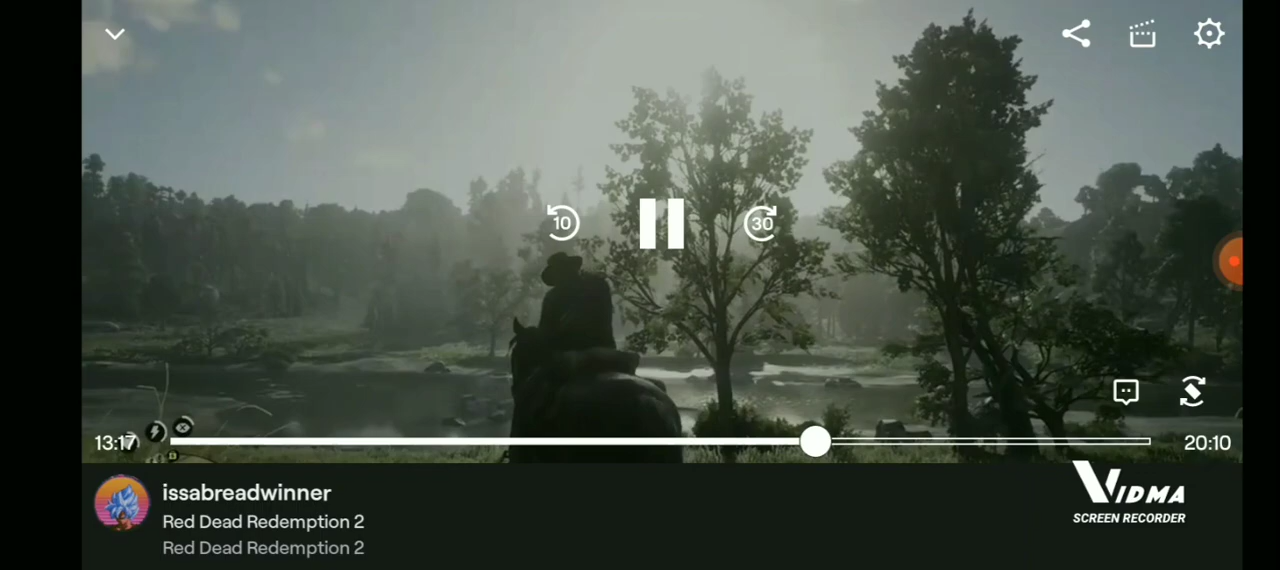 10
30
13:17
20:10
issabreadwinner
Red Dead Redemption 2
Red Dead Redemption 2
VIDMA
SCREEN RECORDER